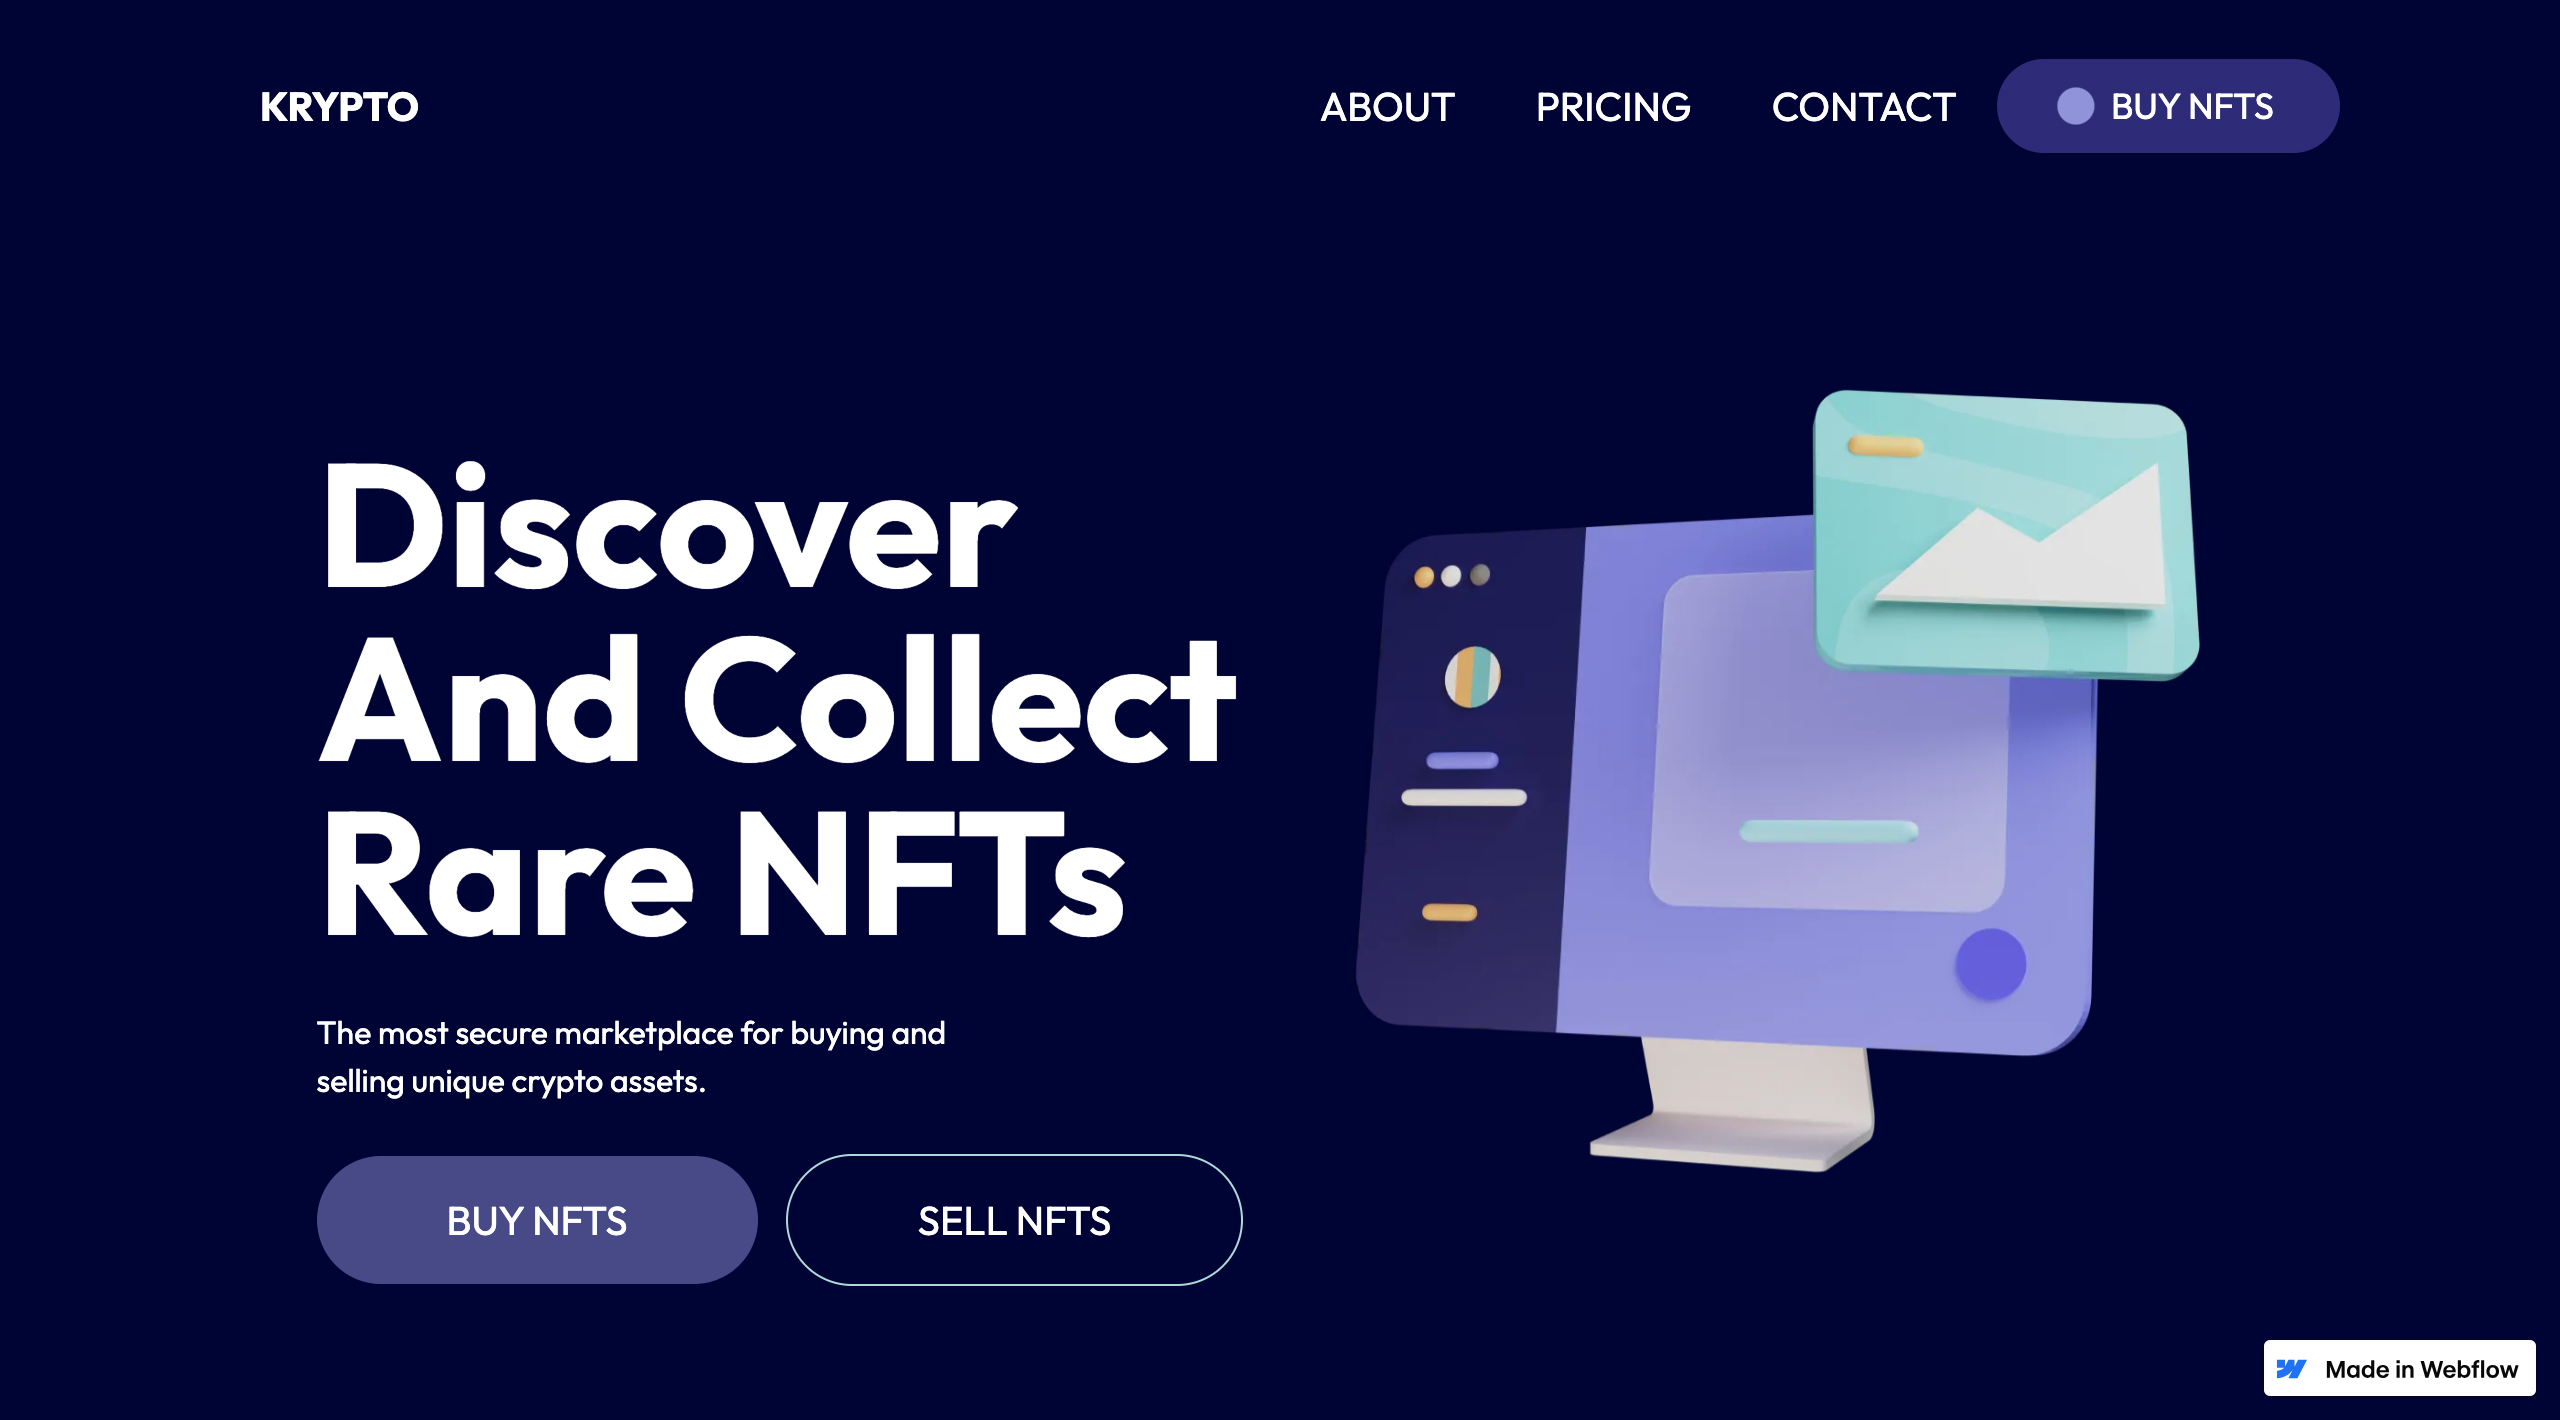 KRYPTO
ABOUT PRICING CONTACT BUY NFTS
Discover
And Collect
Rare NFTs
The most secure marketplace for buying and
selling unique crypto assets.
BUY NFTS SELL NFTS
Made in Webflow